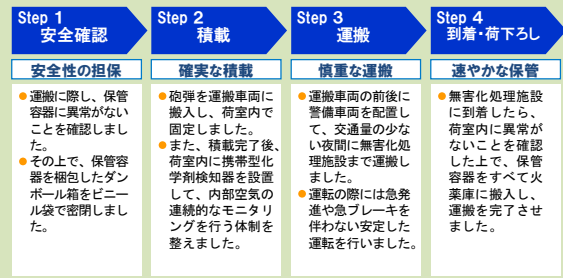 Step 1
安全確認
Step 2
積載
Step 3
運搬
Step 4
到着・荷下ろし
安全性の担保
●運搬に際し、保管
容器に異常がない
ことを確認しまし
た。
●その上で、保管容
器を梱包したダン
ボール箱をビニー
ル袋で密閉しまし
た。
確実な積載
●砲弾を運搬車両に
搬入し、荷室内で
固定しました。
●また、積載完了後、
荷室内に携帯型化
学剤検知器を設置
して、内部空気の
連続的なモニタリ
ングを行う体制を
整えました。
慎重な運搬
●運搬車両の前後に
警備車両を配置し
て、交通量の少な
い夜間に無害化処
理施設まで運搬し
ました。
●運転の際には急発
進や急ブレーキを
伴わない安定した
運転を行いました。
速やかな保管
●無害化処理施設
に到着したら、
荷室内に異常が
ないことを確認
した上で、保管
容器をすべて火
薬庫に搬入し、
運搬を完了させ
ました。